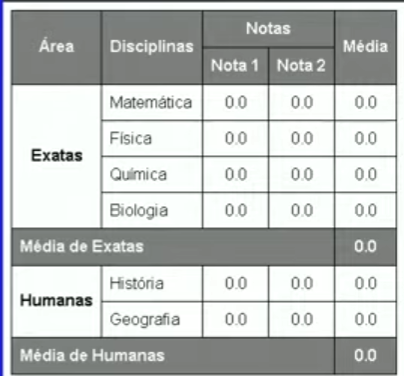 Área Disciplinas Notas Média
Nota 1 Nota 2
Exatas
Matemática 0.0 0.0 0.0
Física 0.0 0.0 0.0
Química 0.0 0.0 0.0
Biologia 0.0 0.0 0.0
Média de Exatas 0.0
Humanas
História 0.0 0.0 0.0
Geografia 0.0 0.0 0.0
Média de Humanas 0.0